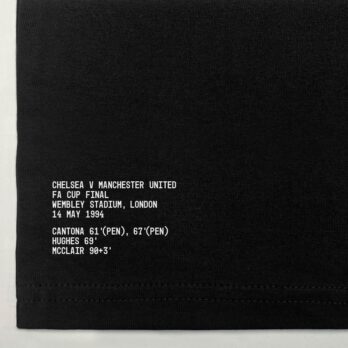 CHELSEA V MANCHESTER UNITED
FA CUP FINAL
WEMBLEY STADIUM, LONDON
14 MAY 1994
CANTONA 61'(PEN), 67'(PEN)
HUGHES 69'
MCCLAIR 90+3'